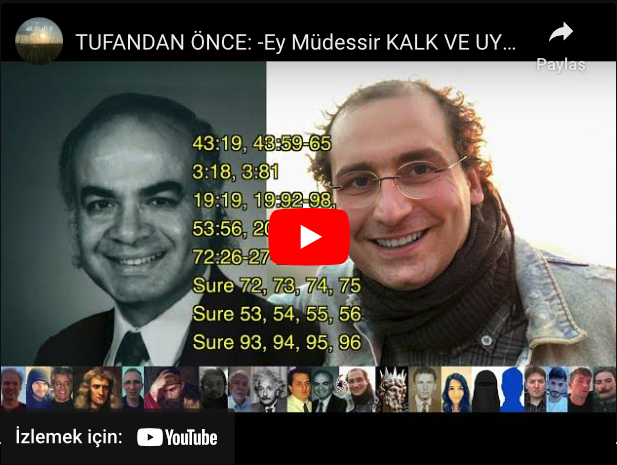 TUFANDAN ÖNCE: -Ey Müdessir KALK VE UY...
Paylaş
43:19, 43:59-65
3:18, 3:81
19:19, 19:92-98,
53:56,
72:26-27
Sure 72, 73, 74, 75
Sure 53, 54, 55, 56
Sure 93, 94, 95, 96
İzlemek için: YouTube